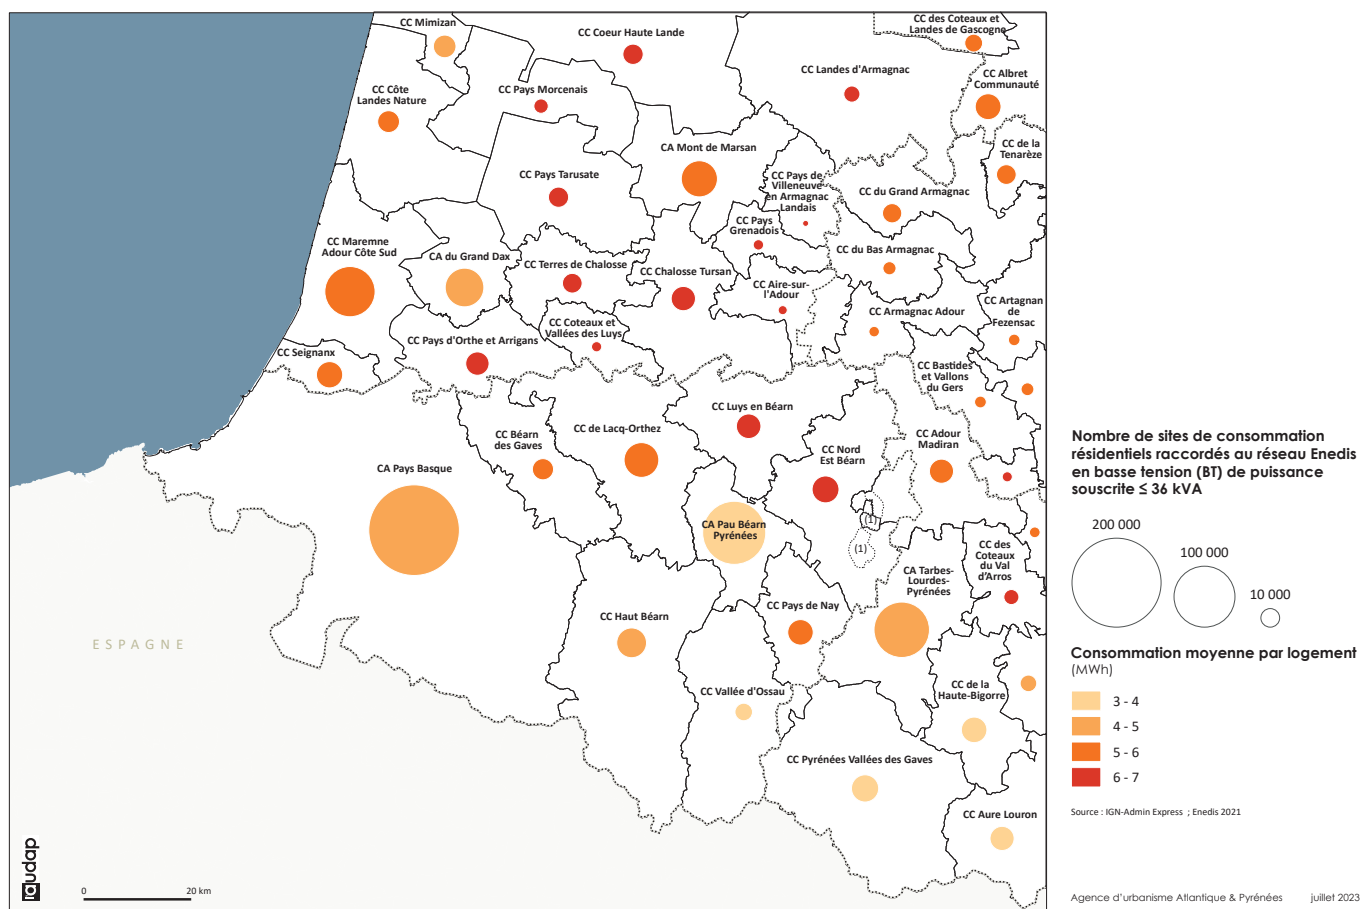 CC Mimizan
CC Coeur Haute Lande
CC des Coteaux et
Landes de Gascogne
CC Landes d'Armagnac
CC Albret
Communauté
CC Côte
Landes Nature
CC Pays Morcenais
CA Mont de Marsan
CC de la
Tenarèze
CC Pays Tarusate
CC Pays de
Villeneuve
en Armagnac
Landais
CC du Grand Armagnac
CC Pays
Grenadois
CC Maremne
Adour Côte Sud
CA du Grand Dax
CC Terres de Chalosse
CC Chalosse Tursan
CC du Bas Armagnac
CC Aire-sur-
l'Adour
CC Armagnac Adour
CC Artagnan
de
Fezensac
CC Coteaux et
Vallées des Luys
CC Pays d'Orthe et Arrigans
CC Seignanx
CC Bastides
et Vallons
du Gers
CC Luys en Béarn
CC Béarn
des Gaves
CC de Lacq-Orthez
CC Nord
Est Béarn
CC Adour
Madiran
CA Pays Basque
CA Pau Béarn
Pyrénées
(1)
(1)
CC des
Coteaux
du Val
d'Arros
CA Tarbes-
Lourdes-
Pyrénées
CC Haut Béarn
CC Pays de Nay
ESPAGNE
CC Vallée d'Ossau
CC de la
Haute-Bigorre
CC Pyrénées Vallées des Gaves
CC Aure Louron
audap
0 20 km
Nombre de sites de consommation
résidentiels raccordés au réseau Enedis
en basse tension (BT) de puissance
souscrite ≤ 36 kVA
200 000
100 000
10 000
Consommation moyenne par logement
(MWh)
3 - 4
4 - 5
5 - 6
6 - 7
Source : IGN-Admin Express ; Enedis 2021
Agence d'urbanisme Atlantique & Pyrénées juillet 2023